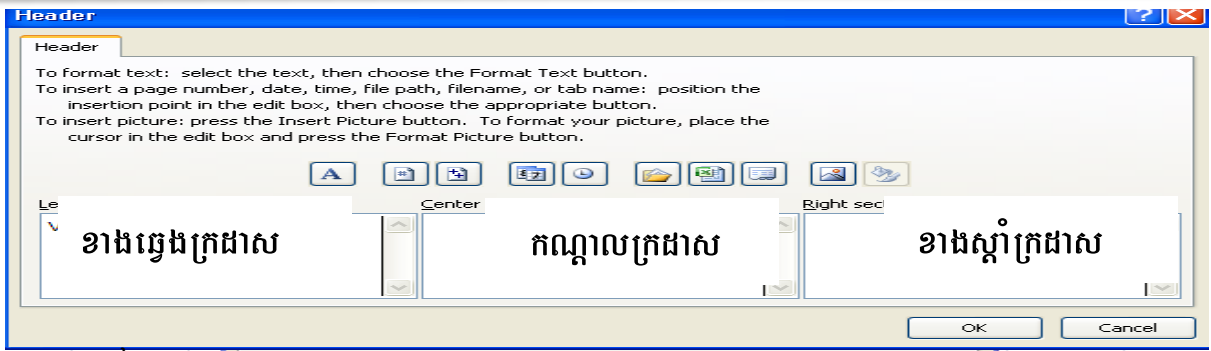 Header
Header
To format text:  select the text, then choose the Format Text button.
To insert a page number, date, time, file path, filename, or tab name:  position the
insertion point in the edit box, then choose the appropriate button.
To insert picture: press the Insert Picture button.  To format your picture, place the
cursor in the edit box and press the Format Picture button.
Center Right
ខាងឆ្វេងក្រដាស កណ្តាលក្រដាស ខាងស្តាំក្រដាស
OK Cancel